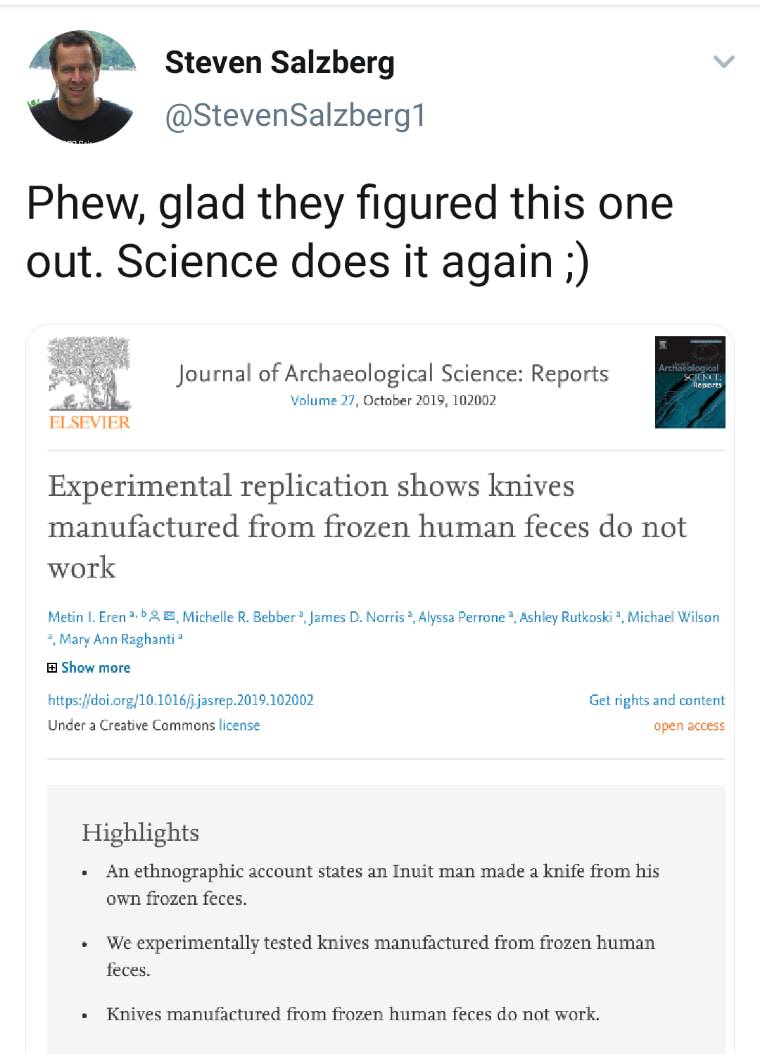 Steven Salzberg
@StevenSalzberg1
Phew, glad they figured this one
out. Science does it again ;)
ELSEVIER
Journal of Archaeological Science: Reports
Volume 27, October 2019, 102002
Archaeological
SCIENCE:
Reports
Experimental replication shows knives
manufactured from frozen human feces do not
work
Metin I. Eren a, b, Michelle R. Bebber a, James D. Norris a, Alyssa Perrone a, Ashley Rutkoski a, Michael Wilson
a, Mary Ann Raghanti a
Show more
https://doi.org/10.1016/j.jasrep.2019.102002
Get rights and content
Under a Creative Commons license
open access
Highlights
• An ethnographic account states an Inuit man made a knife from his
own frozen feces.
• We experimentally tested knives manufactured from frozen human
feces.
• Knives manufactured from frozen human feces do not work.